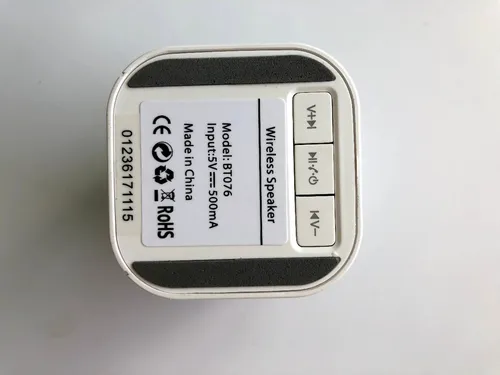 V+⏭
⏯·📞·⏻
⏮V−
Wireless Speaker
Model: BT076
Input:5V⎓500mA
Made in China
CE RoHS
01236171115